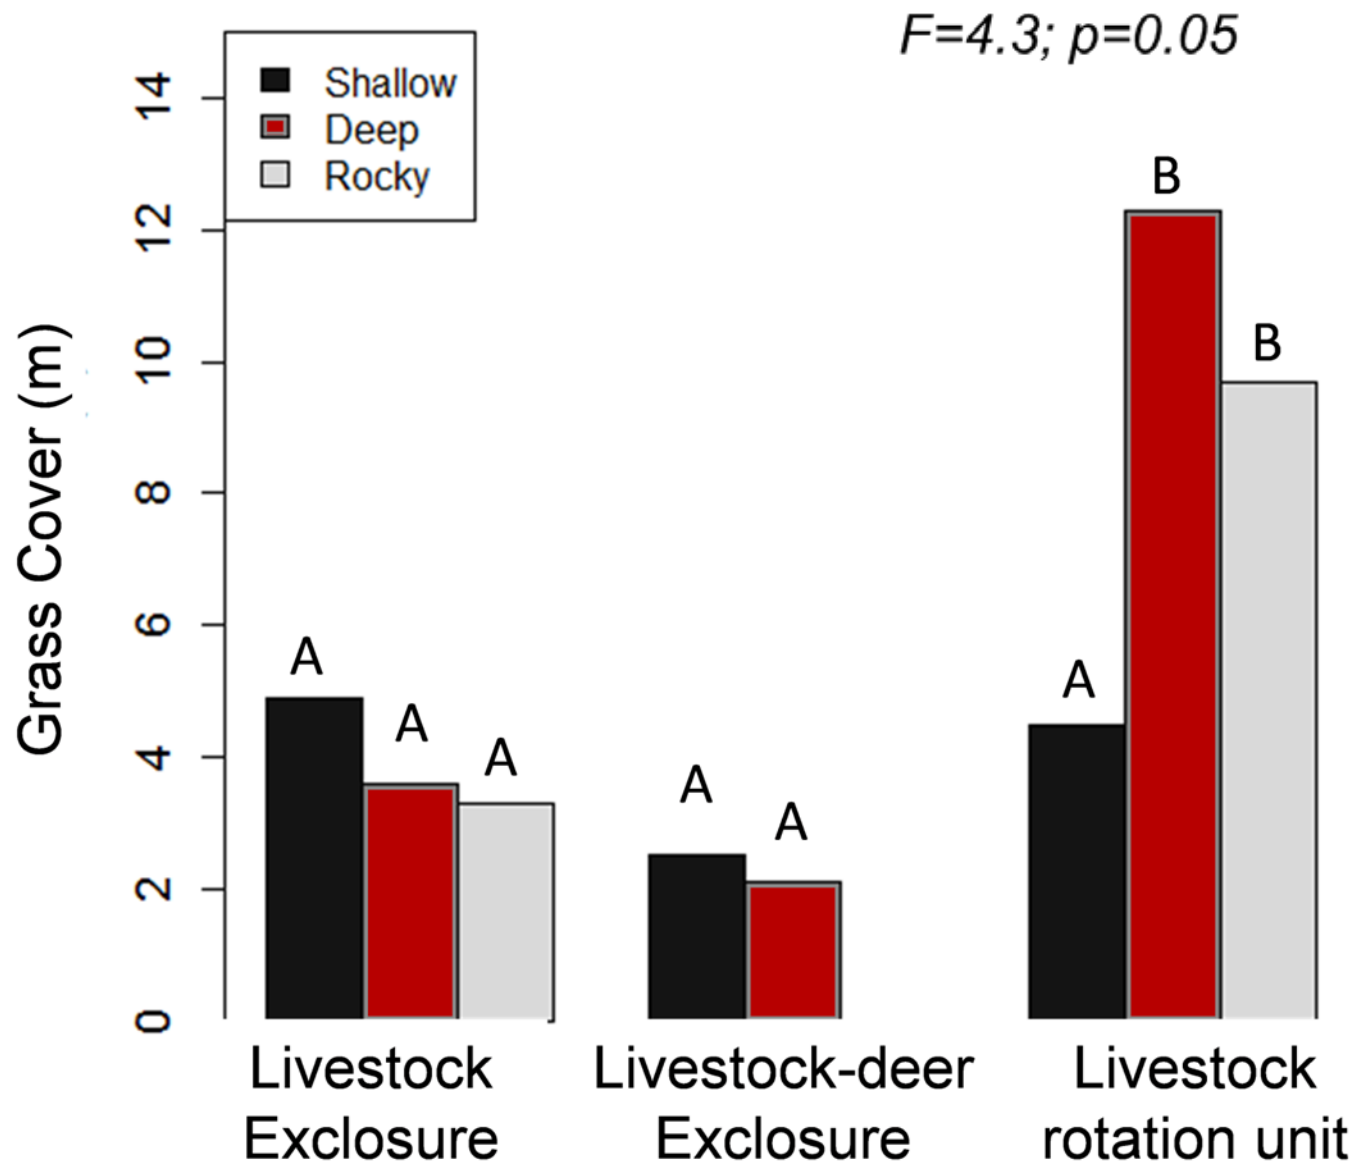 F=4.3; p=0.05
Shallow
Deep
Rocky
Grass Cover (m)
14
12
10
8
6
4
2
0
A
A
A
A
A
A
B
B
Livestock
Exclosure
Livestock-deer
Exclosure
Livestock
rotation unit